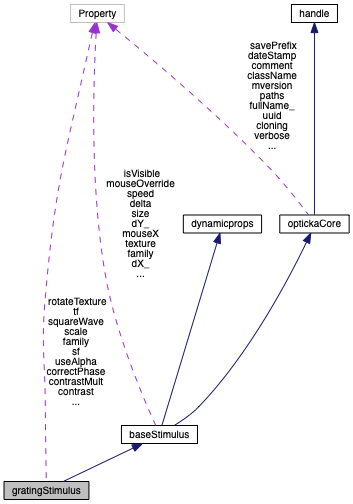 Property
handle
savePrefix
dateStamp
comment
className
mversion
paths
fullName_
uuid
cloning
verbose
...
isVisible
mouseOverride
speed
delta
size
dY_
mouseX
texture
family
dX_
...
dynamicprops
optickaCore
rotateTexture
tf
squareWave
scale
family
sf
useAlpha
correctPhase
contrastMult
contrast
...
baseStimulus
gratingStimulus